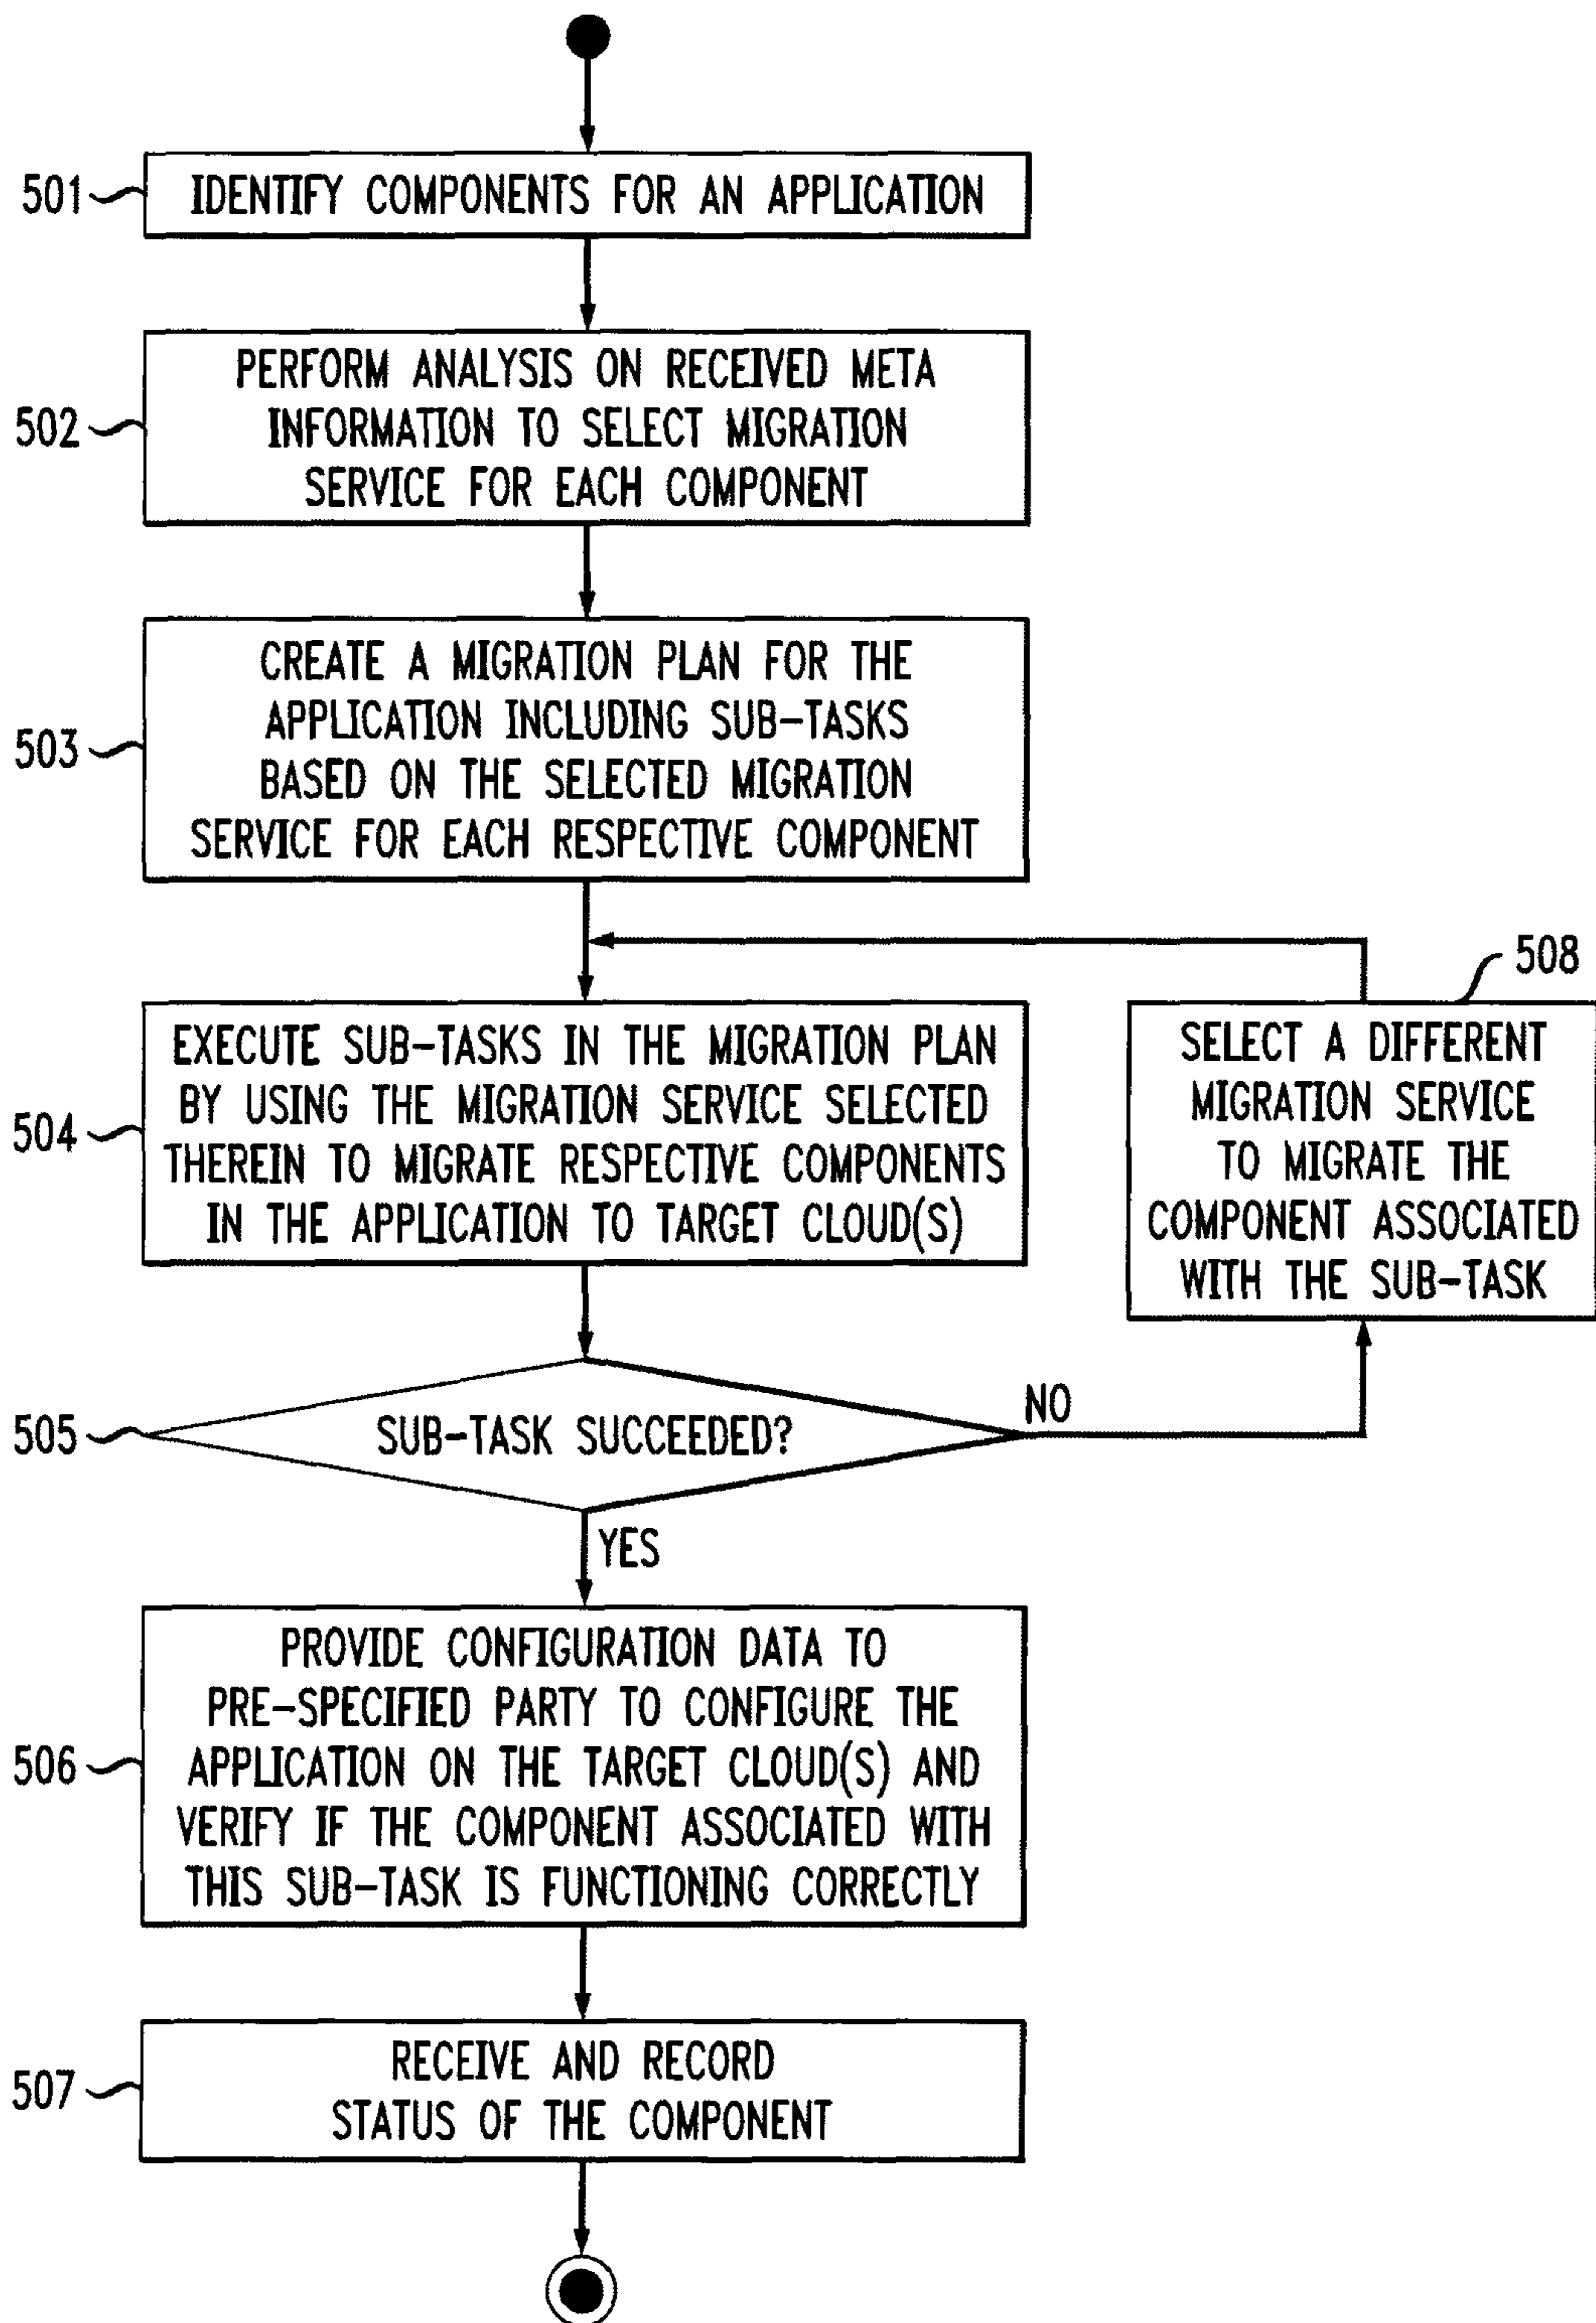 501
IDENTIFY COMPONENTS FOR AN APPLICATION
502
PERFORM ANALYSIS ON RECEIVED META
INFORMATION TO SELECT MIGRATION
SERVICE FOR EACH COMPONENT
503
CREATE A MIGRATION PLAN FOR THE
APPLICATION INCLUDING SUB-TASKS
BASED ON THE SELECTED MIGRATION
SERVICE FOR EACH RESPECTIVE COMPONENT
504
EXECUTE SUB-TASKS IN THE MIGRATION PLAN
BY USING THE MIGRATION SERVICE SELECTED
THEREIN TO MIGRATE RESPECTIVE COMPONENTS
IN THE APPLICATION TO TARGET CLOUD(S)
508
SELECT A DIFFERENT
MIGRATION SERVICE
TO MIGRATE THE
COMPONENT ASSOCIATED
WITH THE SUB-TASK
505
SUB-TASK SUCCEEDED?
NO
YES
506
PROVIDE CONFIGURATION DATA TO
PRE-SPECIFIED PARTY TO CONFIGURE THE
APPLICATION ON THE TARGET CLOUD(S) AND
VERIFY IF THE COMPONENT ASSOCIATED WITH
THIS SUB-TASK IS FUNCTIONING CORRECTLY
507
RECEIVE AND RECORD
STATUS OF THE COMPONENT